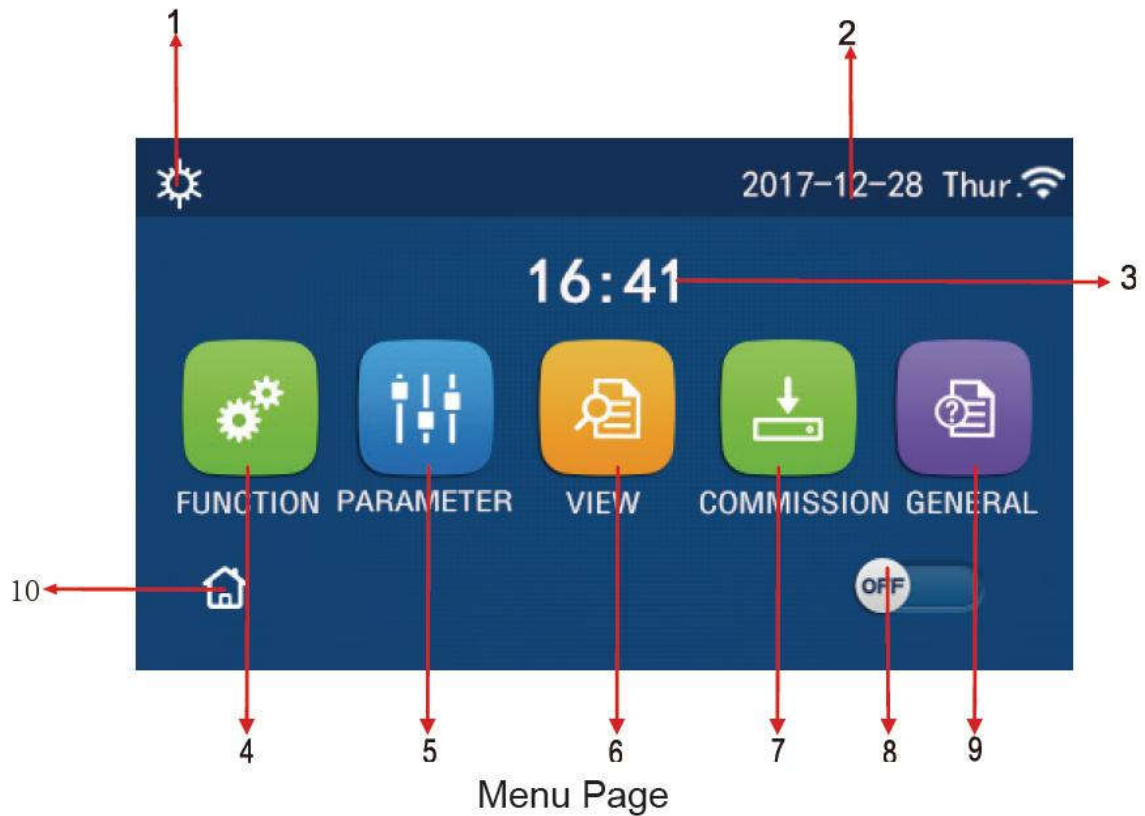 1
2
2017-12-28 Thur.
16:41
3
FUNCTION
PARAMETER
VIEW
COMMISSION
GENERAL
10
OFF
4
5
6
7
8
9
Menu Page